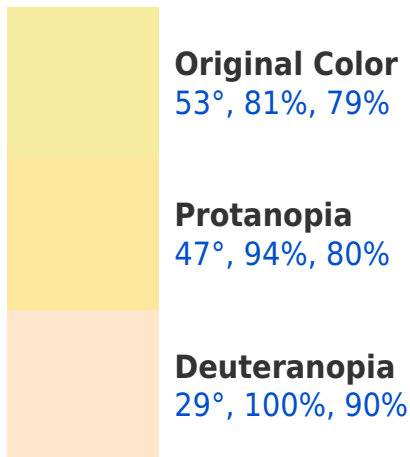 Original Color
53°, 81%, 79%
Protanopia
47°, 94%, 80%
Deuteranopia
29°, 100%, 90%